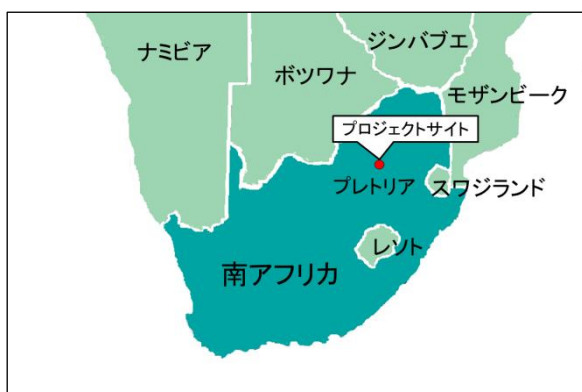 ジンバブエ
ナミビア
ボツワナ
モザンビーク
プロジェクトサイト
プレトリア
スワジランド
レソト
南アフリカ